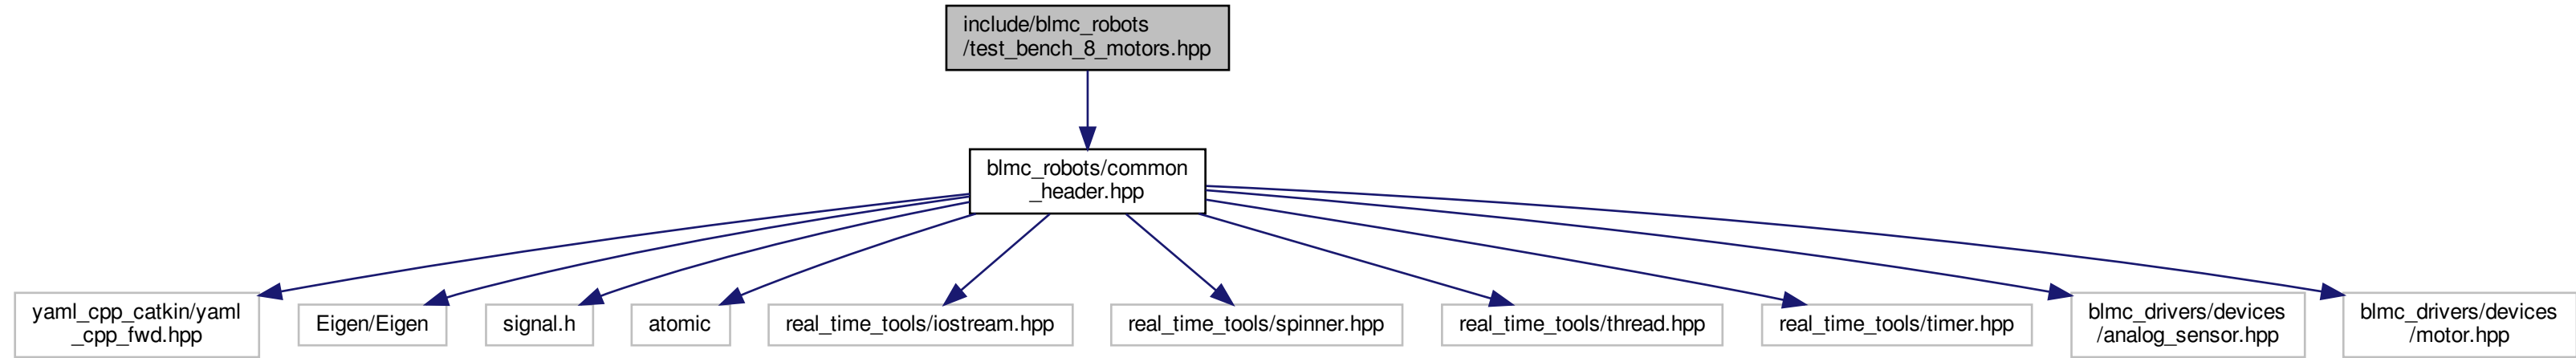 include/blmc_robots
/test_bench_8_motors.hpp
blmc_robots/common
_header.hpp
yaml_cpp_catkin/yaml
_cpp_fwd.hpp
Eigen/Eigen
signal.h
atomic
real_time_tools/iostream.hpp
real_time_tools/spinner.hpp
real_time_tools/thread.hpp
real_time_tools/timer.hpp
blmc_drivers/devices
/analog_sensor.hpp
blmc_drivers/devices
/motor.hpp